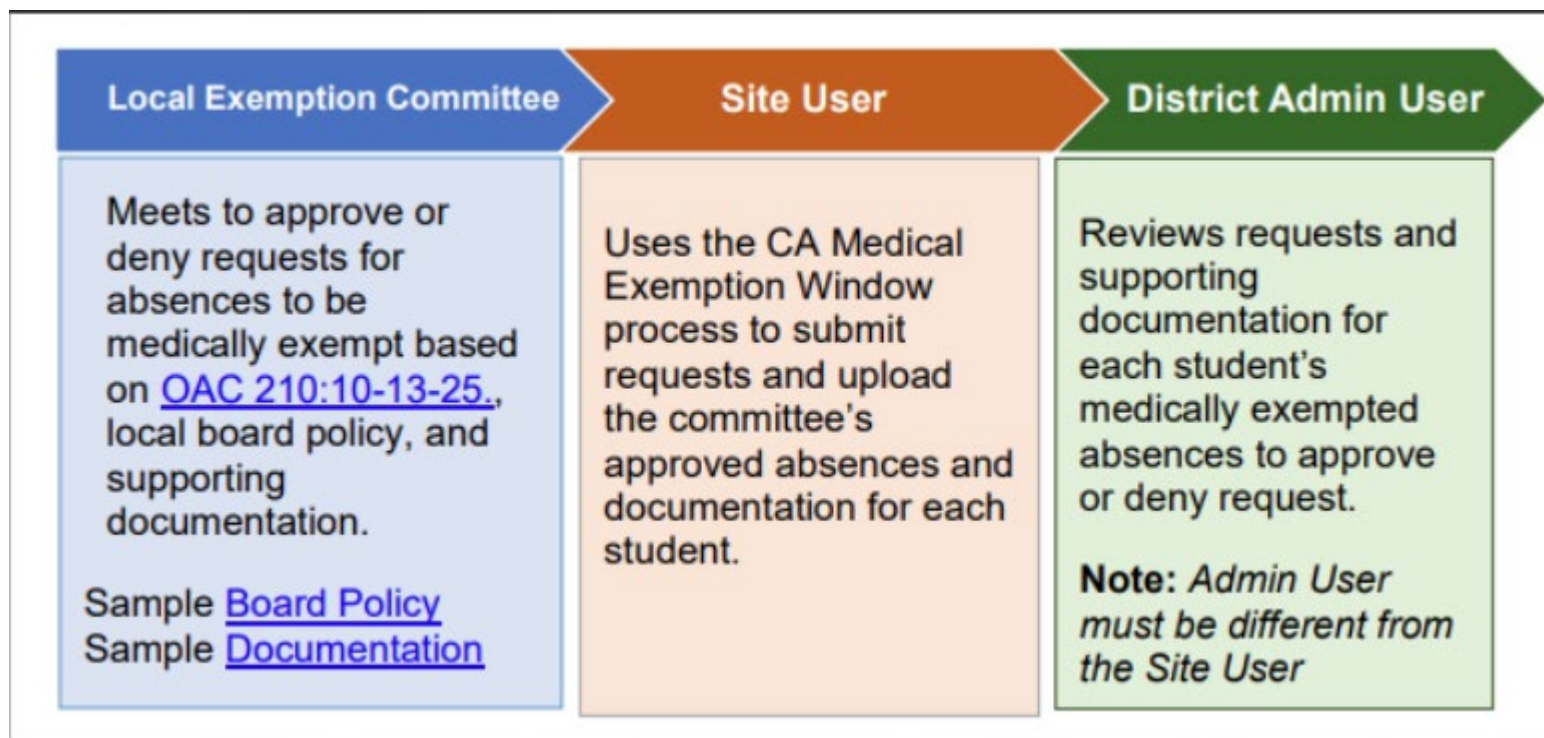 Local Exemption Committee
Meets to approve or
deny requests for
absences to be
medically exempt based
on OAC 210:10-13-25.,
local board policy, and
supporting
documentation.
Sample Board Policy
Sample Documentation
Site User
Uses the CA Medical
Exemption Window
process to submit
requests and upload
the committee's
approved absences and
documentation for each
student.
District Admin User
Reviews requests and
supporting
documentation for
each student's
medically exempted
absences to approve
or deny request.
Note: Admin User
must be different from
the Site User